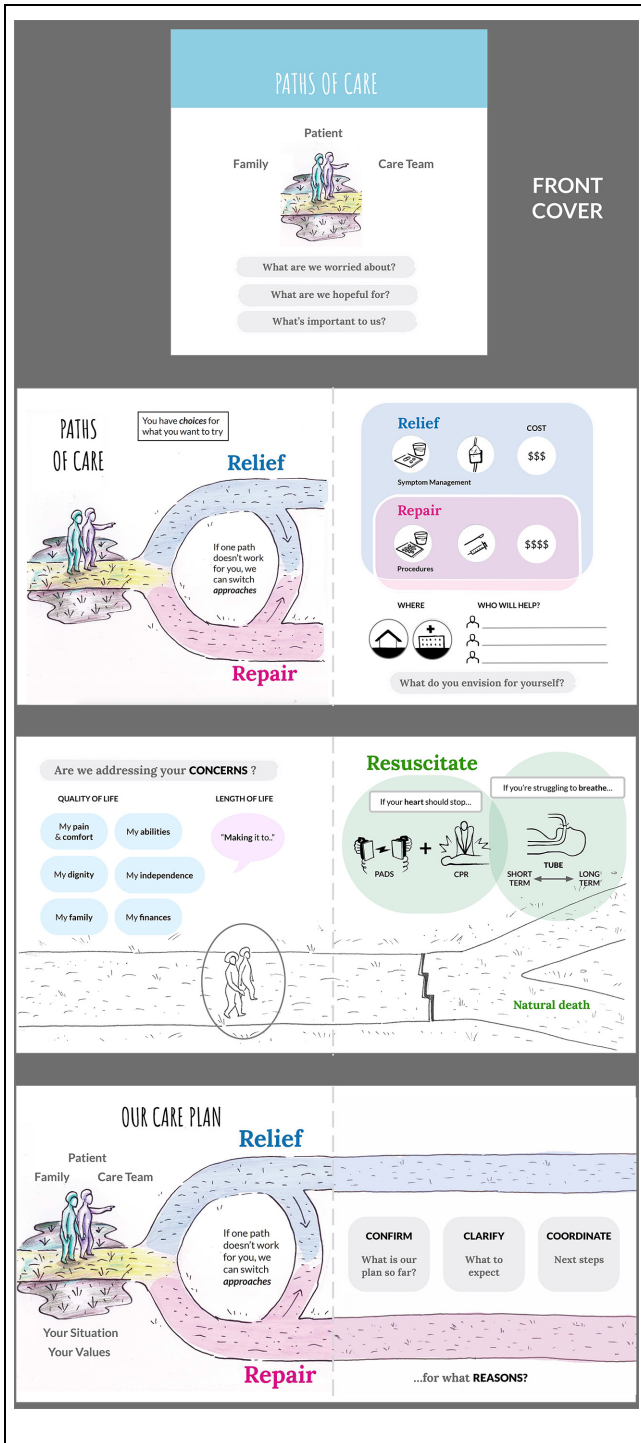 PATHS OF CARE
Patient
Family
Care Team
What are we worried about?
What are we hopeful for?
What's important to us?
FRONT
COVER
PATHS
OF CARE
You have choices for
what you want to try
Relief
If one path
doesn't work
for you, we
can switch
approaches
Repair
Relief
COST
$$$
Symptom Management
Repair
$$$$
Procedures
WHERE
WHO WILL HELP?
What do you envision for yourself?
Are we addressing your CONCERNS ?
QUALITY OF LIFE
LENGTH OF LIFE
My pain
& comfort
My abilities
"Making it to.."
My dignity
My independence
My family
My finances
Resuscitate
If your heart should stop...
If you're struggling to breathe...
PADS
+
CPR
TUBE
SHORT
TERM
LONG
TERM
Natural death
OUR CARE PLAN
Patient
Family
Care Team
Relief
If one path
doesn't work
for you, we
can switch
approaches
Your Situation
Your Values
Repair
CONFIRM
What is our
plan so far?
CLARIFY
What to
expect
COORDINATE
Next steps
...for what REASONS?